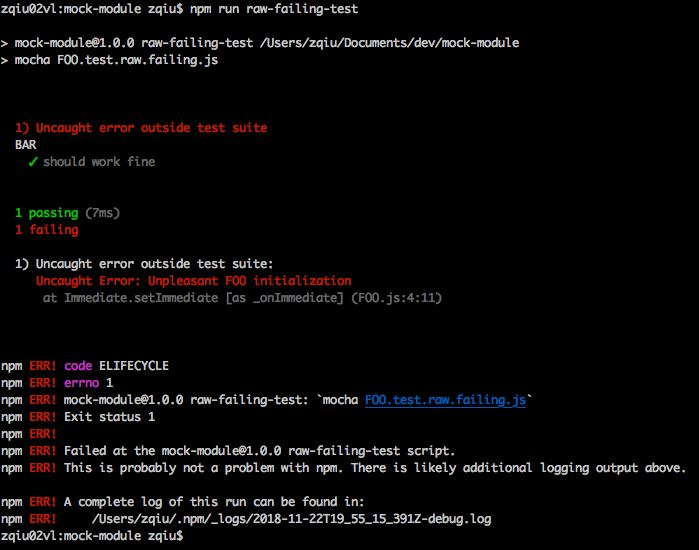 zqiu02vl:mock-module zqiu$ npm run raw-failing-test
> mock-module@1.0.0 raw-failing-test /Users/zqiu/Documents/dev/mock-module
> mocha FOO.test.raw.failing.js
1) Uncaught error outside test suite
BAR
✓ should work fine
1 passing (7ms)
1 failing
1) Uncaught error outside test suite:
Uncaught Error: Unpleasant FOO initialization
at Immediate.setImmediate [as _onImmediate] (FOO.js:4:11)
npm ERR! code ELIFECYCLE
npm ERR! errno 1
npm ERR! mock-module@1.0.0 raw-failing-test: `mocha FOO.test.raw.failing.js`
npm ERR! Exit status 1
npm ERR!
npm ERR! Failed at the mock-module@1.0.0 raw-failing-test script.
npm ERR! This is probably not a problem with npm. There is likely additional logging output above.
npm ERR! A complete log of this run can be found in:
npm ERR!     /Users/zqiu/.npm/_logs/2018-11-22T19_55_15_391Z-debug.log
zqiu02vl:mock-module zqiu$